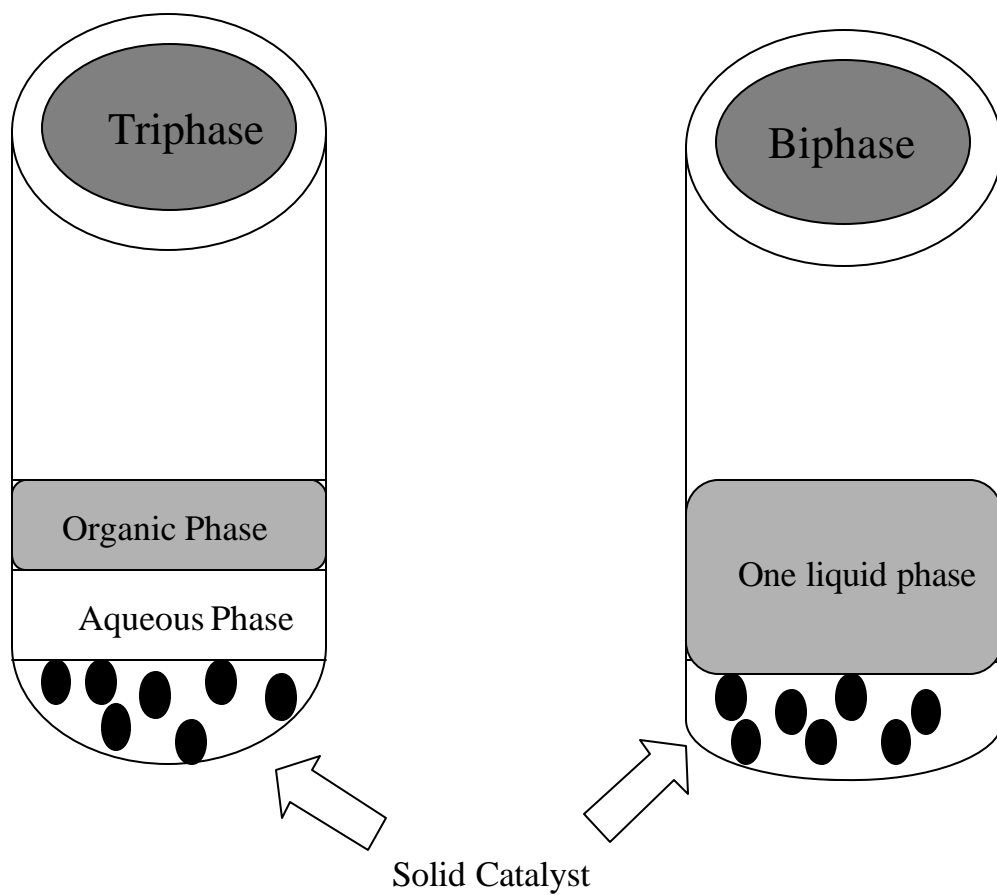 Triphase
Biphase
Organic Phase
One liquid phase
Aqueous Phase
Solid Catalyst